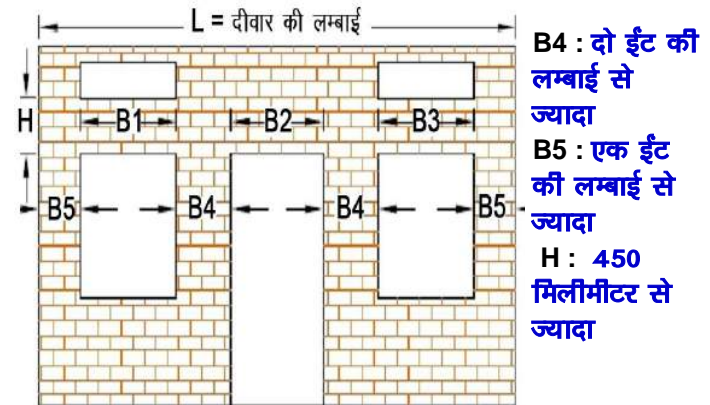 L = दीवार की लम्बाई
H
B1
B2
B3
B5
B4
B4
B5
B4 : दो ईंट की
लम्बाई से
ज्यादा
B5 : एक ईंट
की लम्बाई से
ज्यादा
H : 450
मिलीमीटर से
ज्यादा